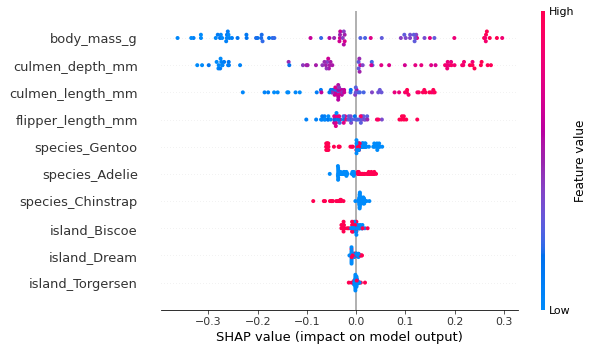 High
body_mass_g
culmen_depth_mm
culmen_length_mm
flipper_length_mm
species_Gentoo
species_Adelie
species_Chinstrap
island_Biscoe
island_Dream
island_Torgersen
Feature value
Low
−0.3 −0.2 −0.1 0.0 0.1 0.2 0.3
SHAP value (impact on model output)